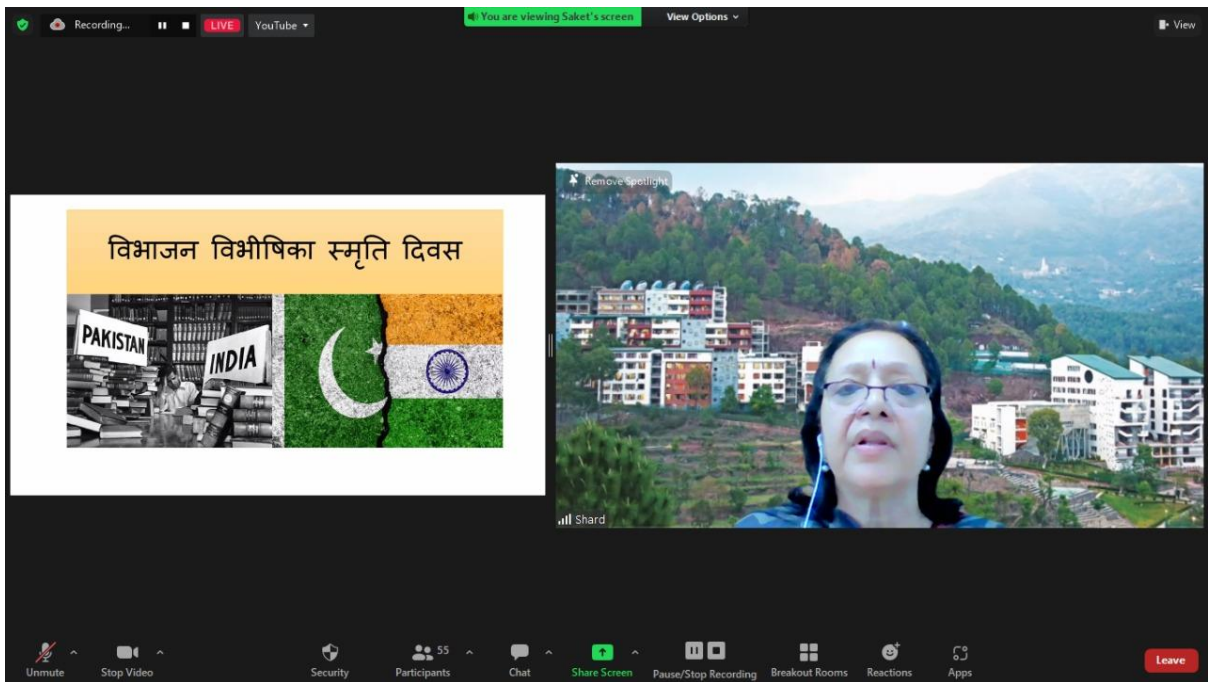 Recording...
LIVE
YouTube
You are viewing Saket's screen
View Options
View
Remove Spotlight
विभाजन विभीषिका स्मृति दिवस
PAKISTAN
INDIA
Shard
Unmute
Stop Video
Security
55
Participants
Chat
Share Screen
Pause/Stop Recording
Breakout Rooms
Reactions
Apps
Leave